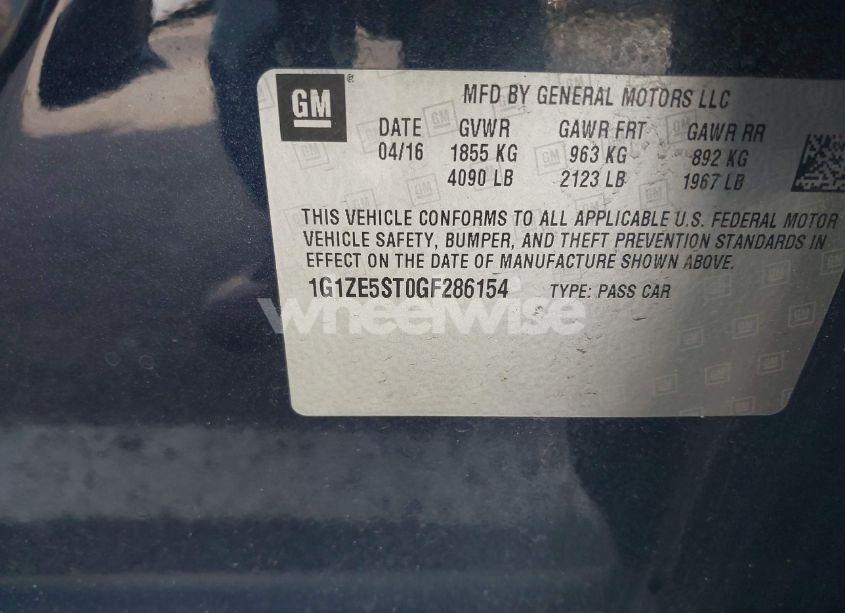 GM ® MFD BY GENERAL MOTORS LLC
DATE GVWR GAWR FRT GAWR RR
04/16 1855 KG 963 KG 892 KG
4090 LB 2123 LB 1967 LB
THIS VEHICLE CONFORMS TO ALL APPLICABLE U.S. FEDERAL MOTOR
VEHICLE SAFETY, BUMPER, AND THEFT PREVENTION STANDARDS IN
EFFECT ON THE DATE OF MANUFACTURE SHOWN ABOVE.
1G1ZE5ST0GF286154 TYPE: PASS CAR
wheelwise